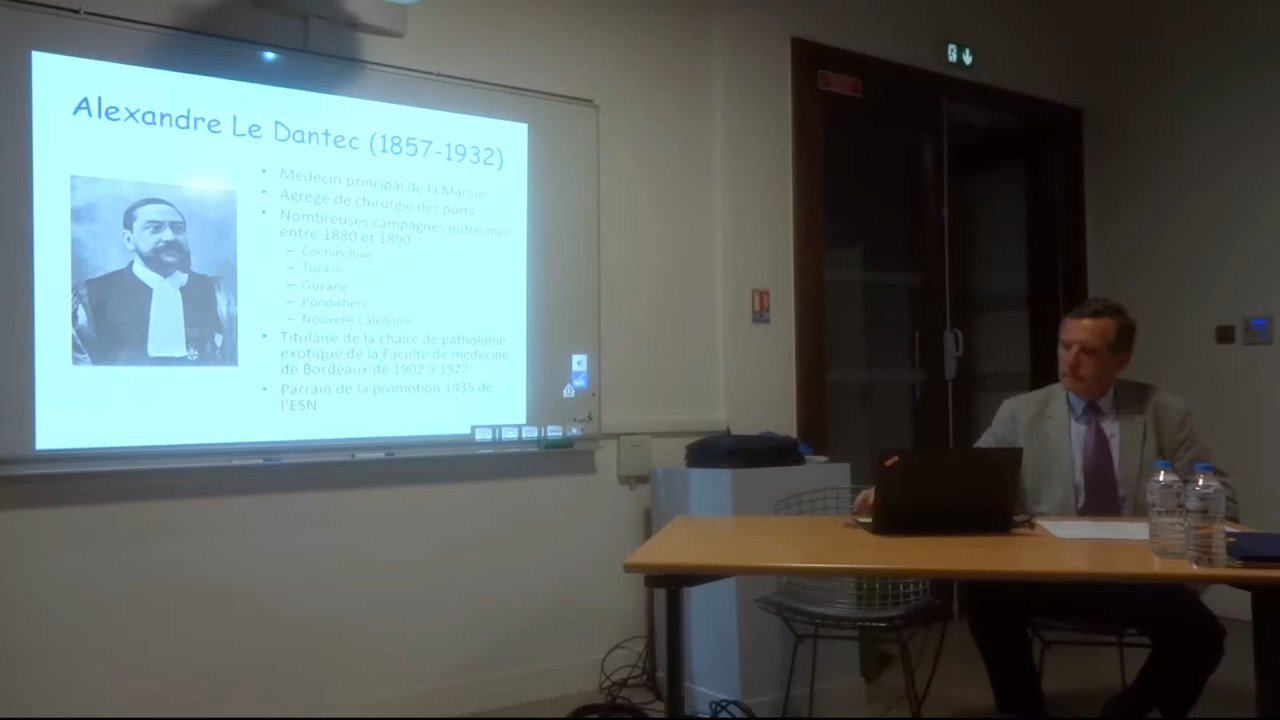 Alexandre Le Dantec (1857-1932)
• Medecin principal de la Marine
• Agrege de chirurgie des ports
• Nombreuses campagnes outre-mer
entre 1880 et 1890
– Cochinchine
– Tonkin
– Guyane
– Pondichery
– Nouvelle Caledonie
• Titulaire de la chaire de patholohie
exotique de la Faculte de medecine
de Bordeaux de 1902 a 1927
• Parrain de la promotion 1935 de
l'ESN